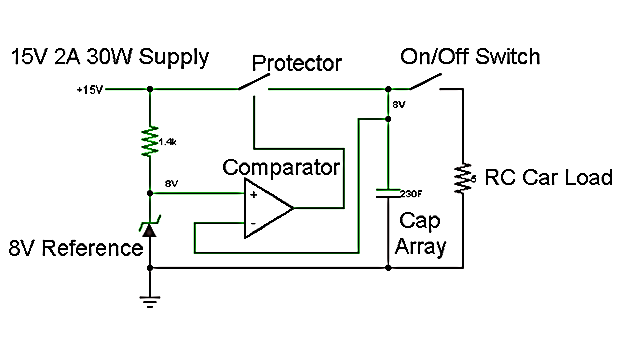 15V 2A 30W Supply
Protector
On/Off Switch
+15V
8V
1.4k
Comparator
8V
+
-
230F
5
RC Car Load
Cap
Array
8V Reference